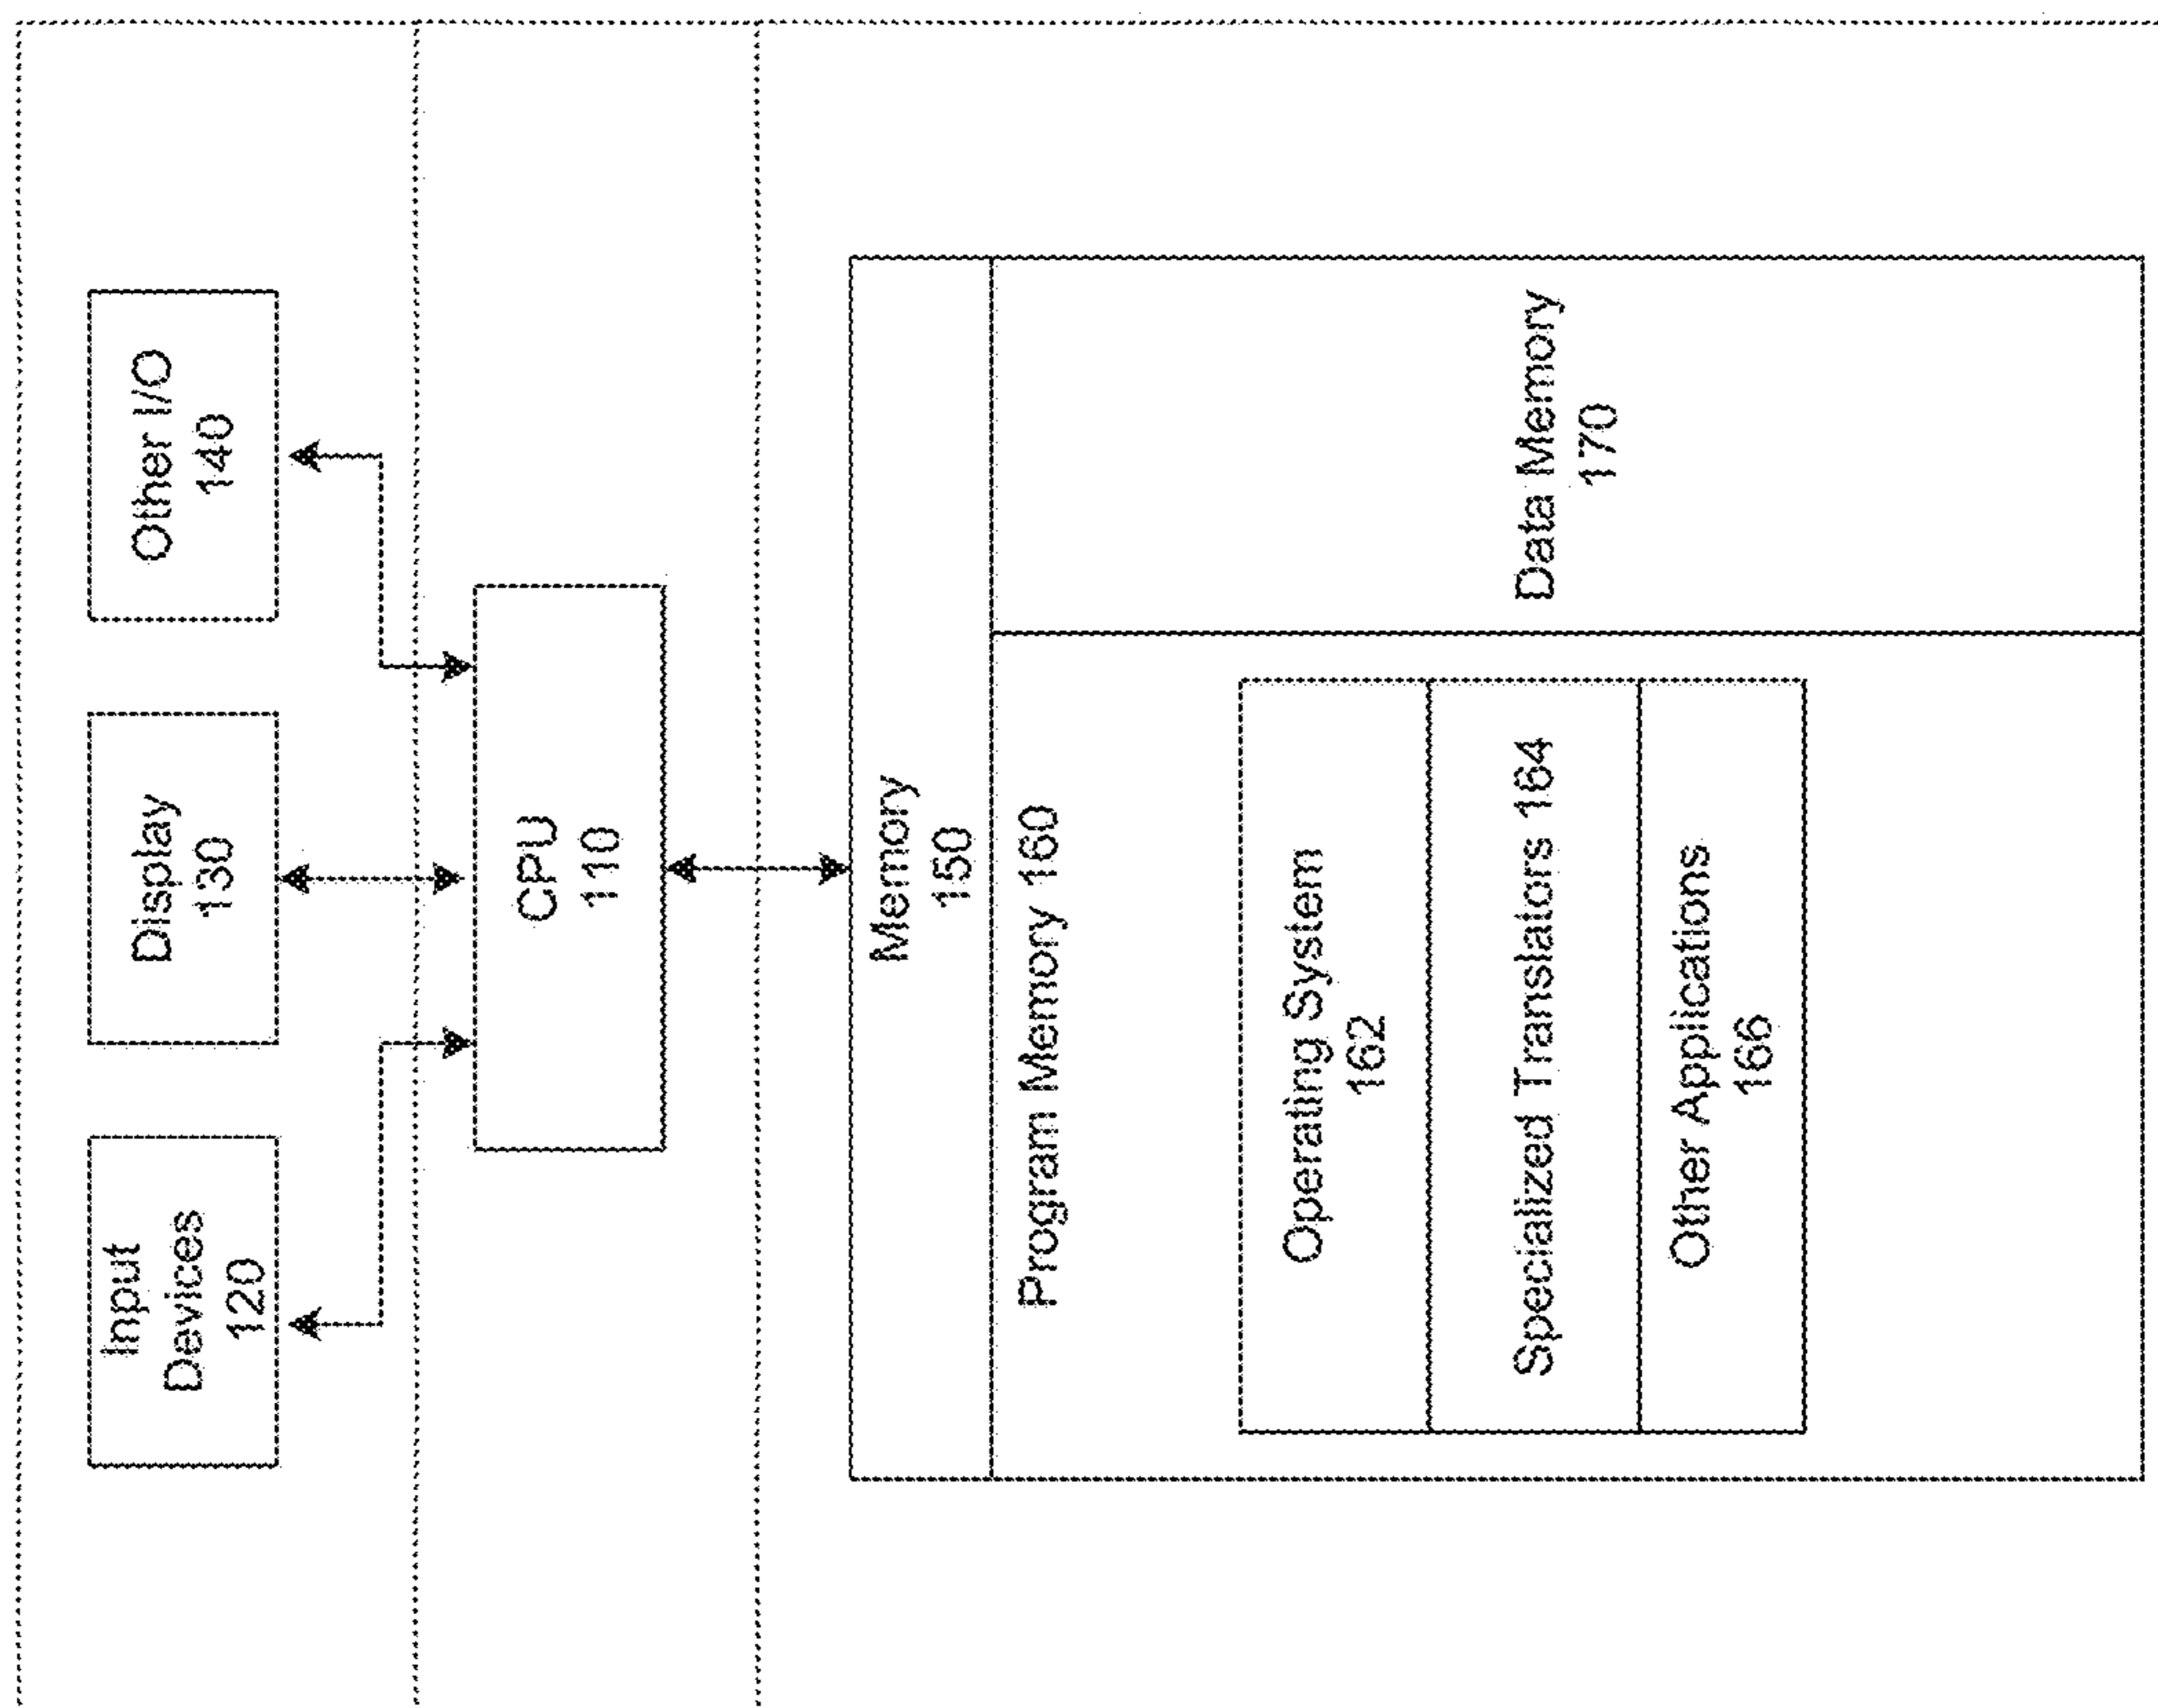 Input
Devices
120
Display
130
Other I/O
140
CPU
110
Memory
150
Program Memory 160
Operating System
162
Specialized Translators 164
Other Applications
166
Data Memory
170